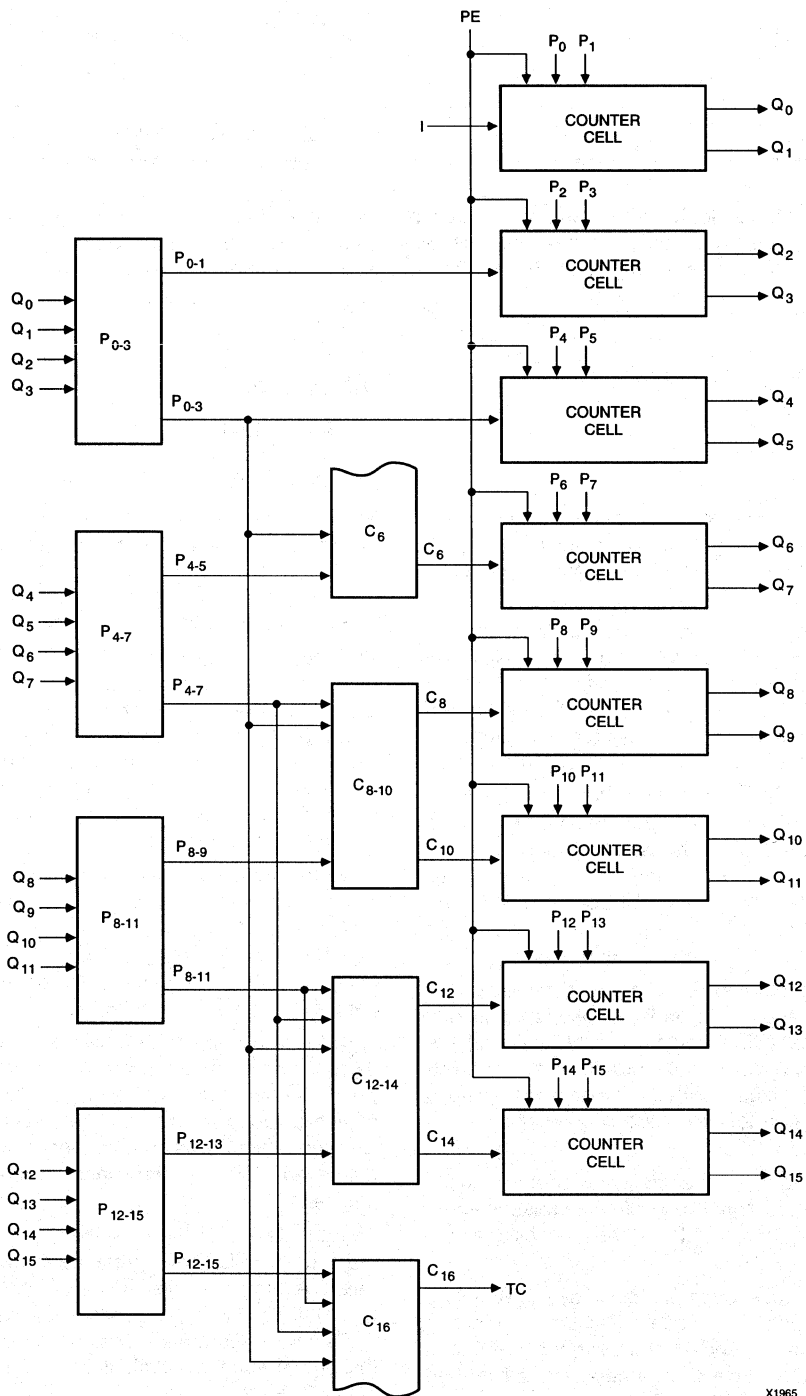 PE
P0 P1
I
COUNTER
CELL
Q0
Q1
P2 P3
COUNTER
CELL
Q2
Q3
Q0
Q1
Q2
Q3
P0-3
P0-1
P0-3
P4 P5
COUNTER
CELL
Q4
Q5
C6
C6
P6 P7
COUNTER
CELL
Q6
Q7
Q4
Q5
Q6
Q7
P4-7
P4-5
P4-7
C8-10
C8
C10
P8 P9
COUNTER
CELL
Q8
Q9
P10 P11
COUNTER
CELL
Q10
Q11
Q8
Q9
Q10
Q11
P8-11
P8-9
P8-11
C12-14
C12
C14
P12 P13
COUNTER
CELL
Q12
Q13
P14 P15
COUNTER
CELL
Q14
Q15
Q12
Q13
Q14
Q15
P12-15
P12-13
P12-15
C16
C16
TC
X1965